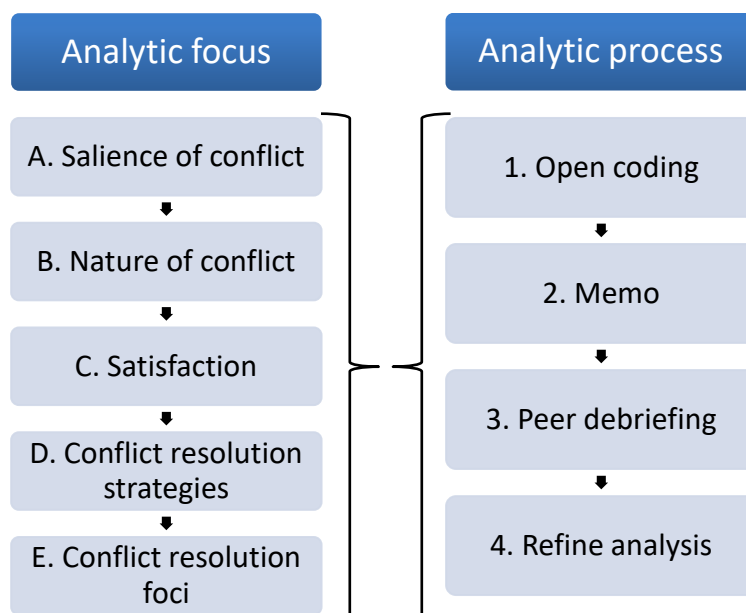 Analytic focus
A. Salience of conflict
B. Nature of conflict
C. Satisfaction
D. Conflict resolution
strategies
E. Conflict resolution
foci
Analytic process
1. Open coding
2. Memo
3. Peer debriefing
4. Refine analysis